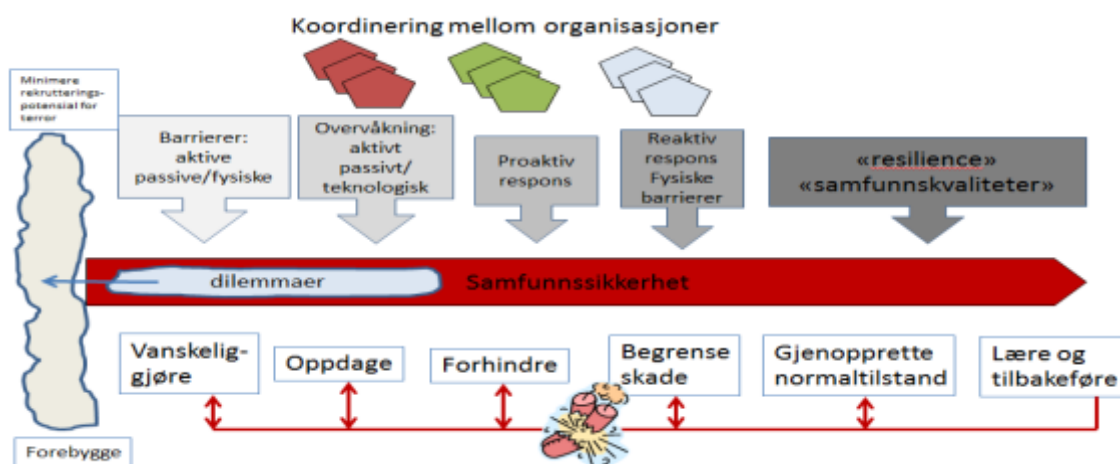 Koordinering mellom organisasjoner
Minimere
rekrutterings-
potensial for
terror
Barrierer:
aktive
passive/fysiske
Overvåkning:
aktivt
passivt/
teknologisk
Proaktiv
respons
Reaktiv
respons
Fysiske
barrierer
«resilience»
«samfunnskvaliteter»
dilemmaer
Samfunnssikkerhet
Vanskelig-
gjøre
Oppdage
Forhindre
Begrense
skade
Gjenopprette
normaltilstand
Lære og
tilbakeføre
Forebygge